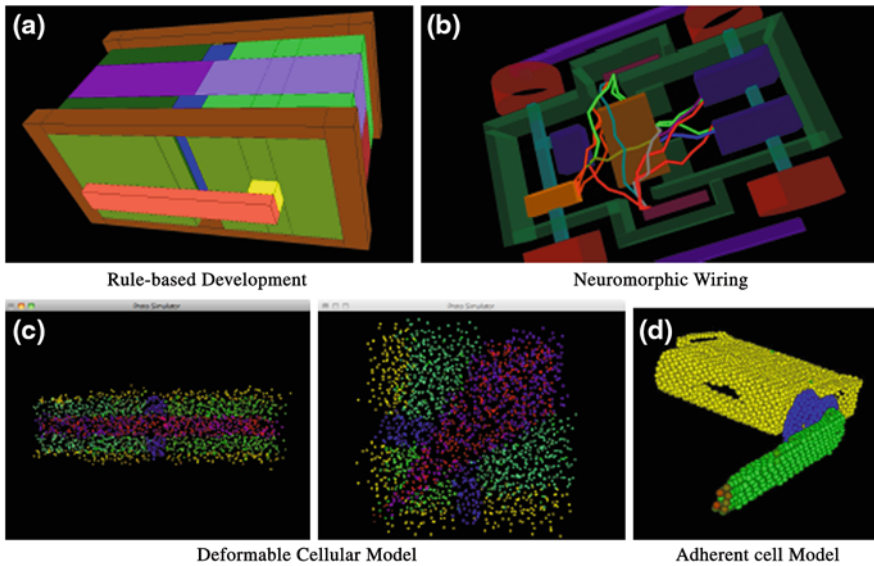 (a)
(b)
Rule-based Development
Neuromorphic Wiring
Proto Simulator
Proto Simulator
(c)
(d)
Deformable Cellular Model
Adherent cell Model